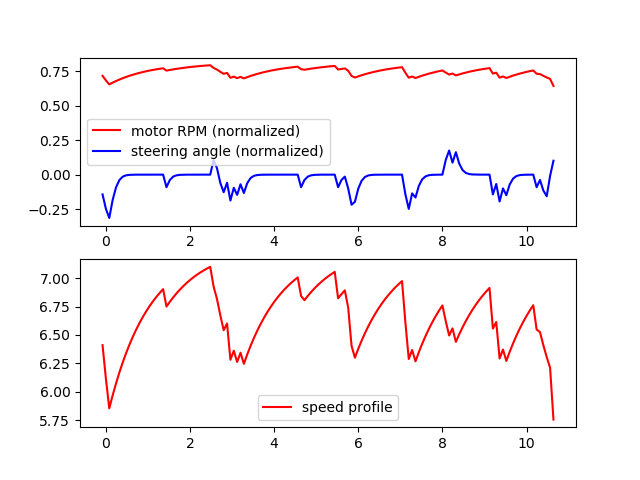 0.75
0.50
0.25
0.00
−0.25
motor RPM (normalized)
steering angle (normalized)
0 2 4 6 8 10
7.00
6.75
6.50
6.25
6.00
5.75
speed profile
0 2 4 6 8 10